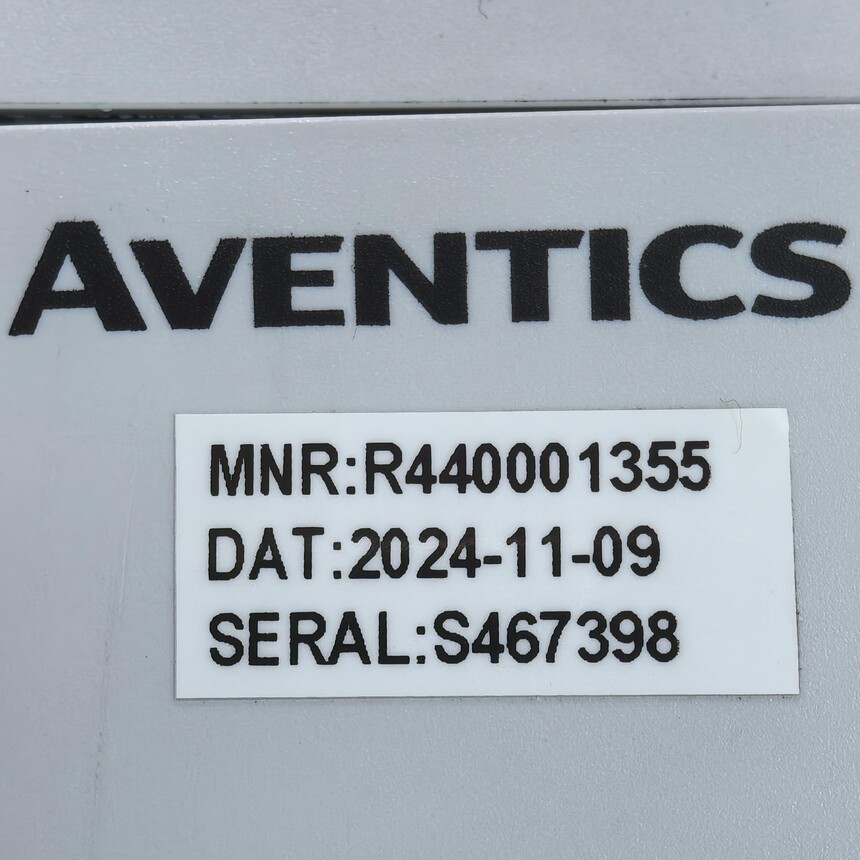 AVENTICS
MNR:R440001355
DAT:2024-11-09
SERAL:S467398